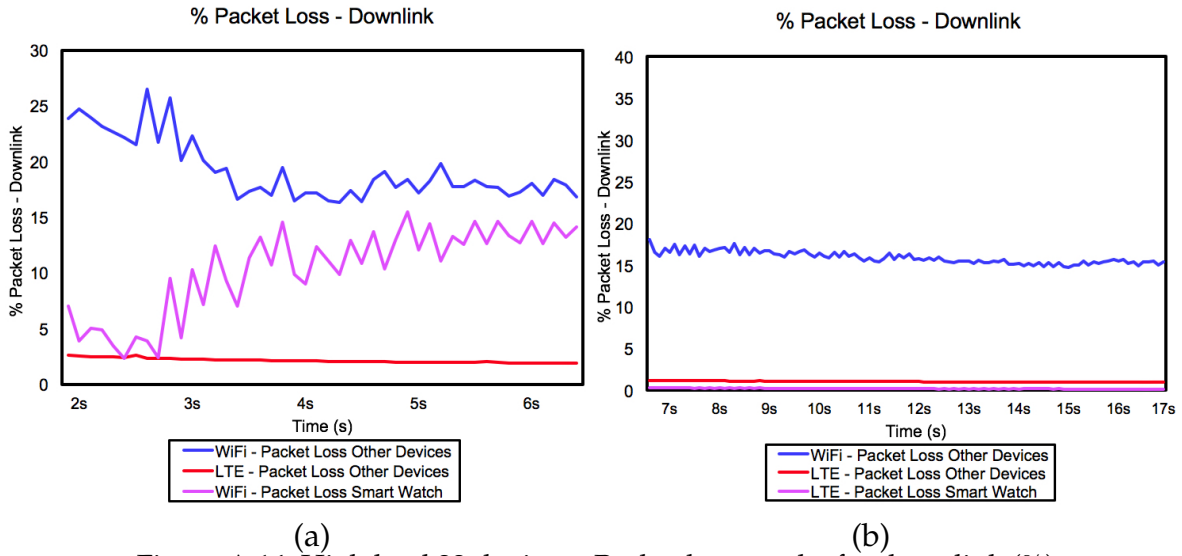 % Packet Loss - Downlink
% Packet Loss - Downlink
30
25
20
15
10
5
0
% Packet Loss - Downlink
2s 3s 4s 5s 6s
Time (s)
WiFi - Packet Loss Other Devices
LTE - Packet Loss Other Devices
WiFi - Packet Loss Smart Watch
(a)
% Packet Loss - Downlink
40
35
30
25
20
15
10
5
0
7s 8s 9s 10s 11s 12s 13s 14s 15s 16s 17s
Time (s)
WiFi - Packet Loss Other Devices
LTE - Packet Loss Other Devices
LTE - Packet Loss Smart Watch
(b)